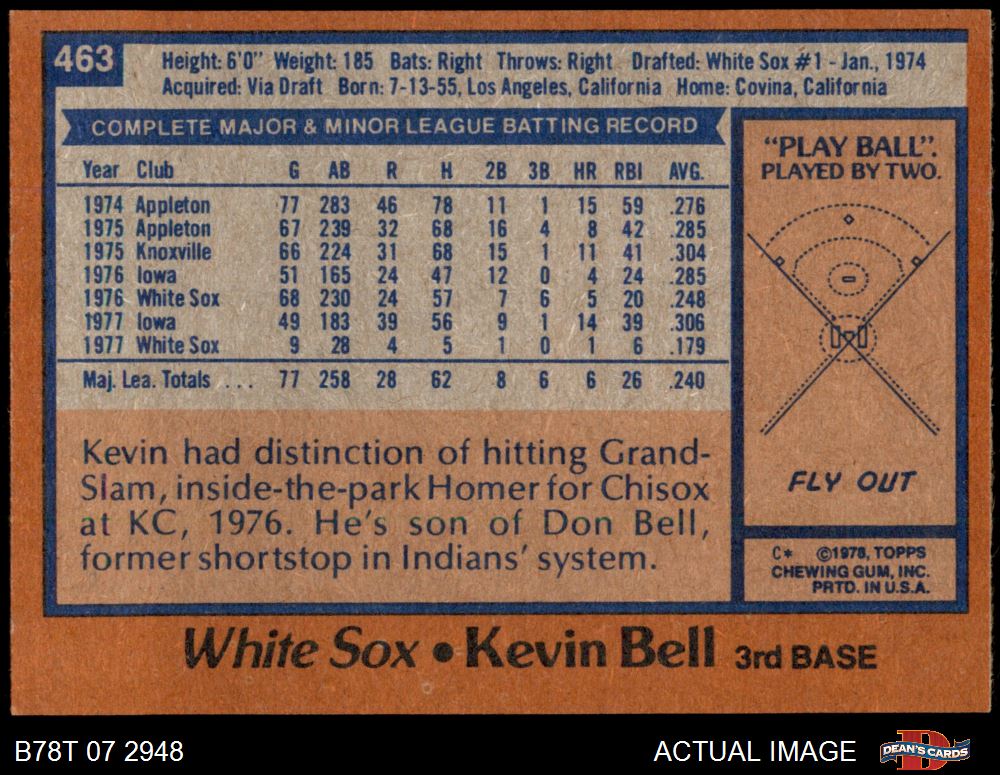 463
Height: 6'0" Weight: 185 Bats: Right Throws: Right Drafted: White Sox #1 - Jan., 1974
Acquired: Via Draft Born: 7-13-55, Los Angeles, California Home: Covina, California
COMPLETE MAJOR & MINOR LEAGUE BATTING RECORD
Year Club G AB R H 2B 3B HR RBI AVG.
1974 Appleton 77 283 46 78 11 1 15 59 .276
1975 Appleton 67 239 32 68 16 4 8 42 .285
1975 Knoxville 66 224 31 68 15 1 11 41 .304
1976 Iowa 51 165 24 47 12 0 4 24 .285
1976 White Sox 68 230 24 57 7 6 5 20 .248
1977 Iowa 49 183 39 56 9 1 14 39 .306
1977 White Sox 9 28 4 5 1 0 1 6 .179
Maj. Lea. Totals ... 77 258 28 62 8 6 6 26 .240
Kevin had distinction of hitting Grand-
Slam, inside-the-park Homer for Chisox
at KC, 1976. He's son of Don Bell,
former shortstop in Indians' system.
"PLAY BALL".
PLAYED BY TWO.
FLY OUT
C* ©1978, TOPPS
CHEWING GUM, INC.
PRTD. IN U.S.A.
White Sox • Kevin Bell 3rd BASE
B78T 07 2948
ACTUAL IMAGE
DEAN'S CARDS